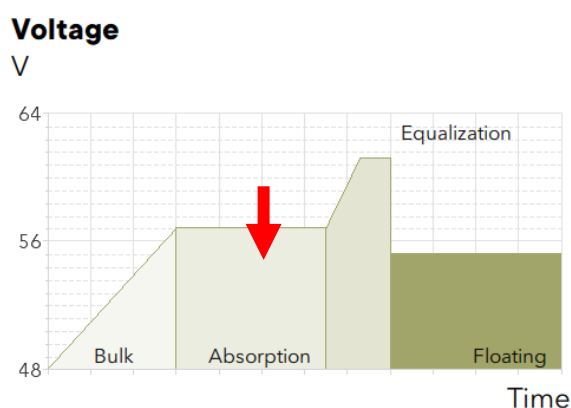 Voltage
V
64
Equalization
56
Bulk
Absorption
Floating
48
Time